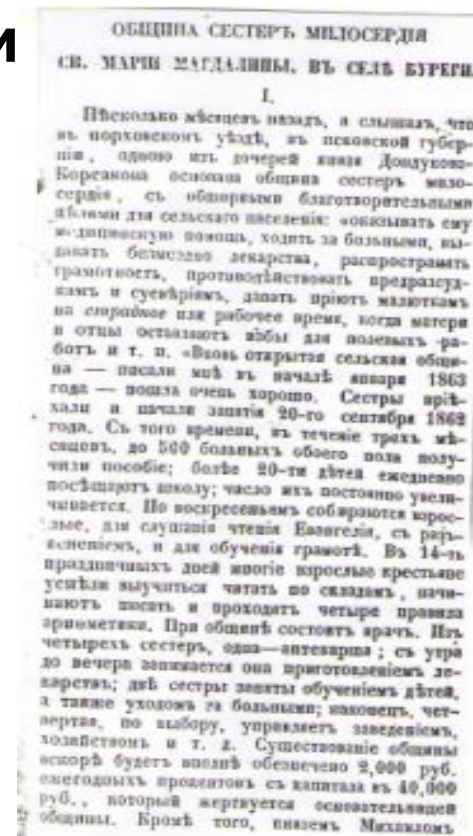 и
ОБЩИНА СЕСТЕРЪ МИЛОСЕРДІЯ
СВ. МАРІИ МАГДАЛИНЫ, ВЪ СЕЛѢ БУРЕГИ
I.
Нѣсколько мѣсяцевъ назадъ, я слышалъ, что
въ порховскомъ уѣздѣ, въ псковской губер-
ніи, одною изъ дочерей князя Дондукова-
Корсакова основана община сестеръ мило-
сердія, съ обширными благотворительными
цѣлями для сельскаго населенія: «оказывать ему
медицинскую помощь, ходить за больными, вы-
давать безмездно лекарства, распространять
грамотность, противодѣйствовать предразсуд-
камъ и суевѣріямъ, давать пріютъ малюткамъ
на страдное или рабочее время, когда матери
и отцы оставляютъ избы для полевыхъ ра-
ботъ и т. п. «Вновь открытая сельская общи-
на — писали мнѣ въ началѣ января 1863
года — пошла очень хорошо. Сестры пріѣ-
хали и начали занятія 20-го сентября 1862
года. Съ того времени, въ теченіе трехъ мѣ-
сяцевъ, до 500 больныхъ обоего пола полу-
чили пособіе; болѣе 20-ти дѣтей ежедневно
посѣщаютъ школу; число ихъ постоянно увели-
чивается. По воскресеньямъ собираются взрос-
лые, для слушанія чтенія Евангелія, съ разъ-
ясненіемъ, и для обученія грамотѣ. Въ 14-ть
праздничныхъ дней многіе взрослые крестьяне
успѣли выучиться читать по складамъ, начи-
наютъ писать и проходятъ четыре правила
ариѳметики. При общинѣ состоитъ врачъ. Изъ
четырехъ сестеръ, одна—аптекарша; съ утра
до вечера занимается она приготовленіемъ ле-
карствъ; двѣ сестры заняты обученіемъ дѣтей,
а также уходомъ за больными; наконецъ, чет-
вертая, по выбору, управляетъ заведеніемъ,
хозяйствомъ и т. д. Существованіе общины
вскорѣ будетъ вполнѣ обезпечено 2,000 руб.
ежегодныхъ процентовъ съ капитала въ 40,000
руб., который жертвуется основательницей
общины. Кромѣ того, княземъ Михаиломъ